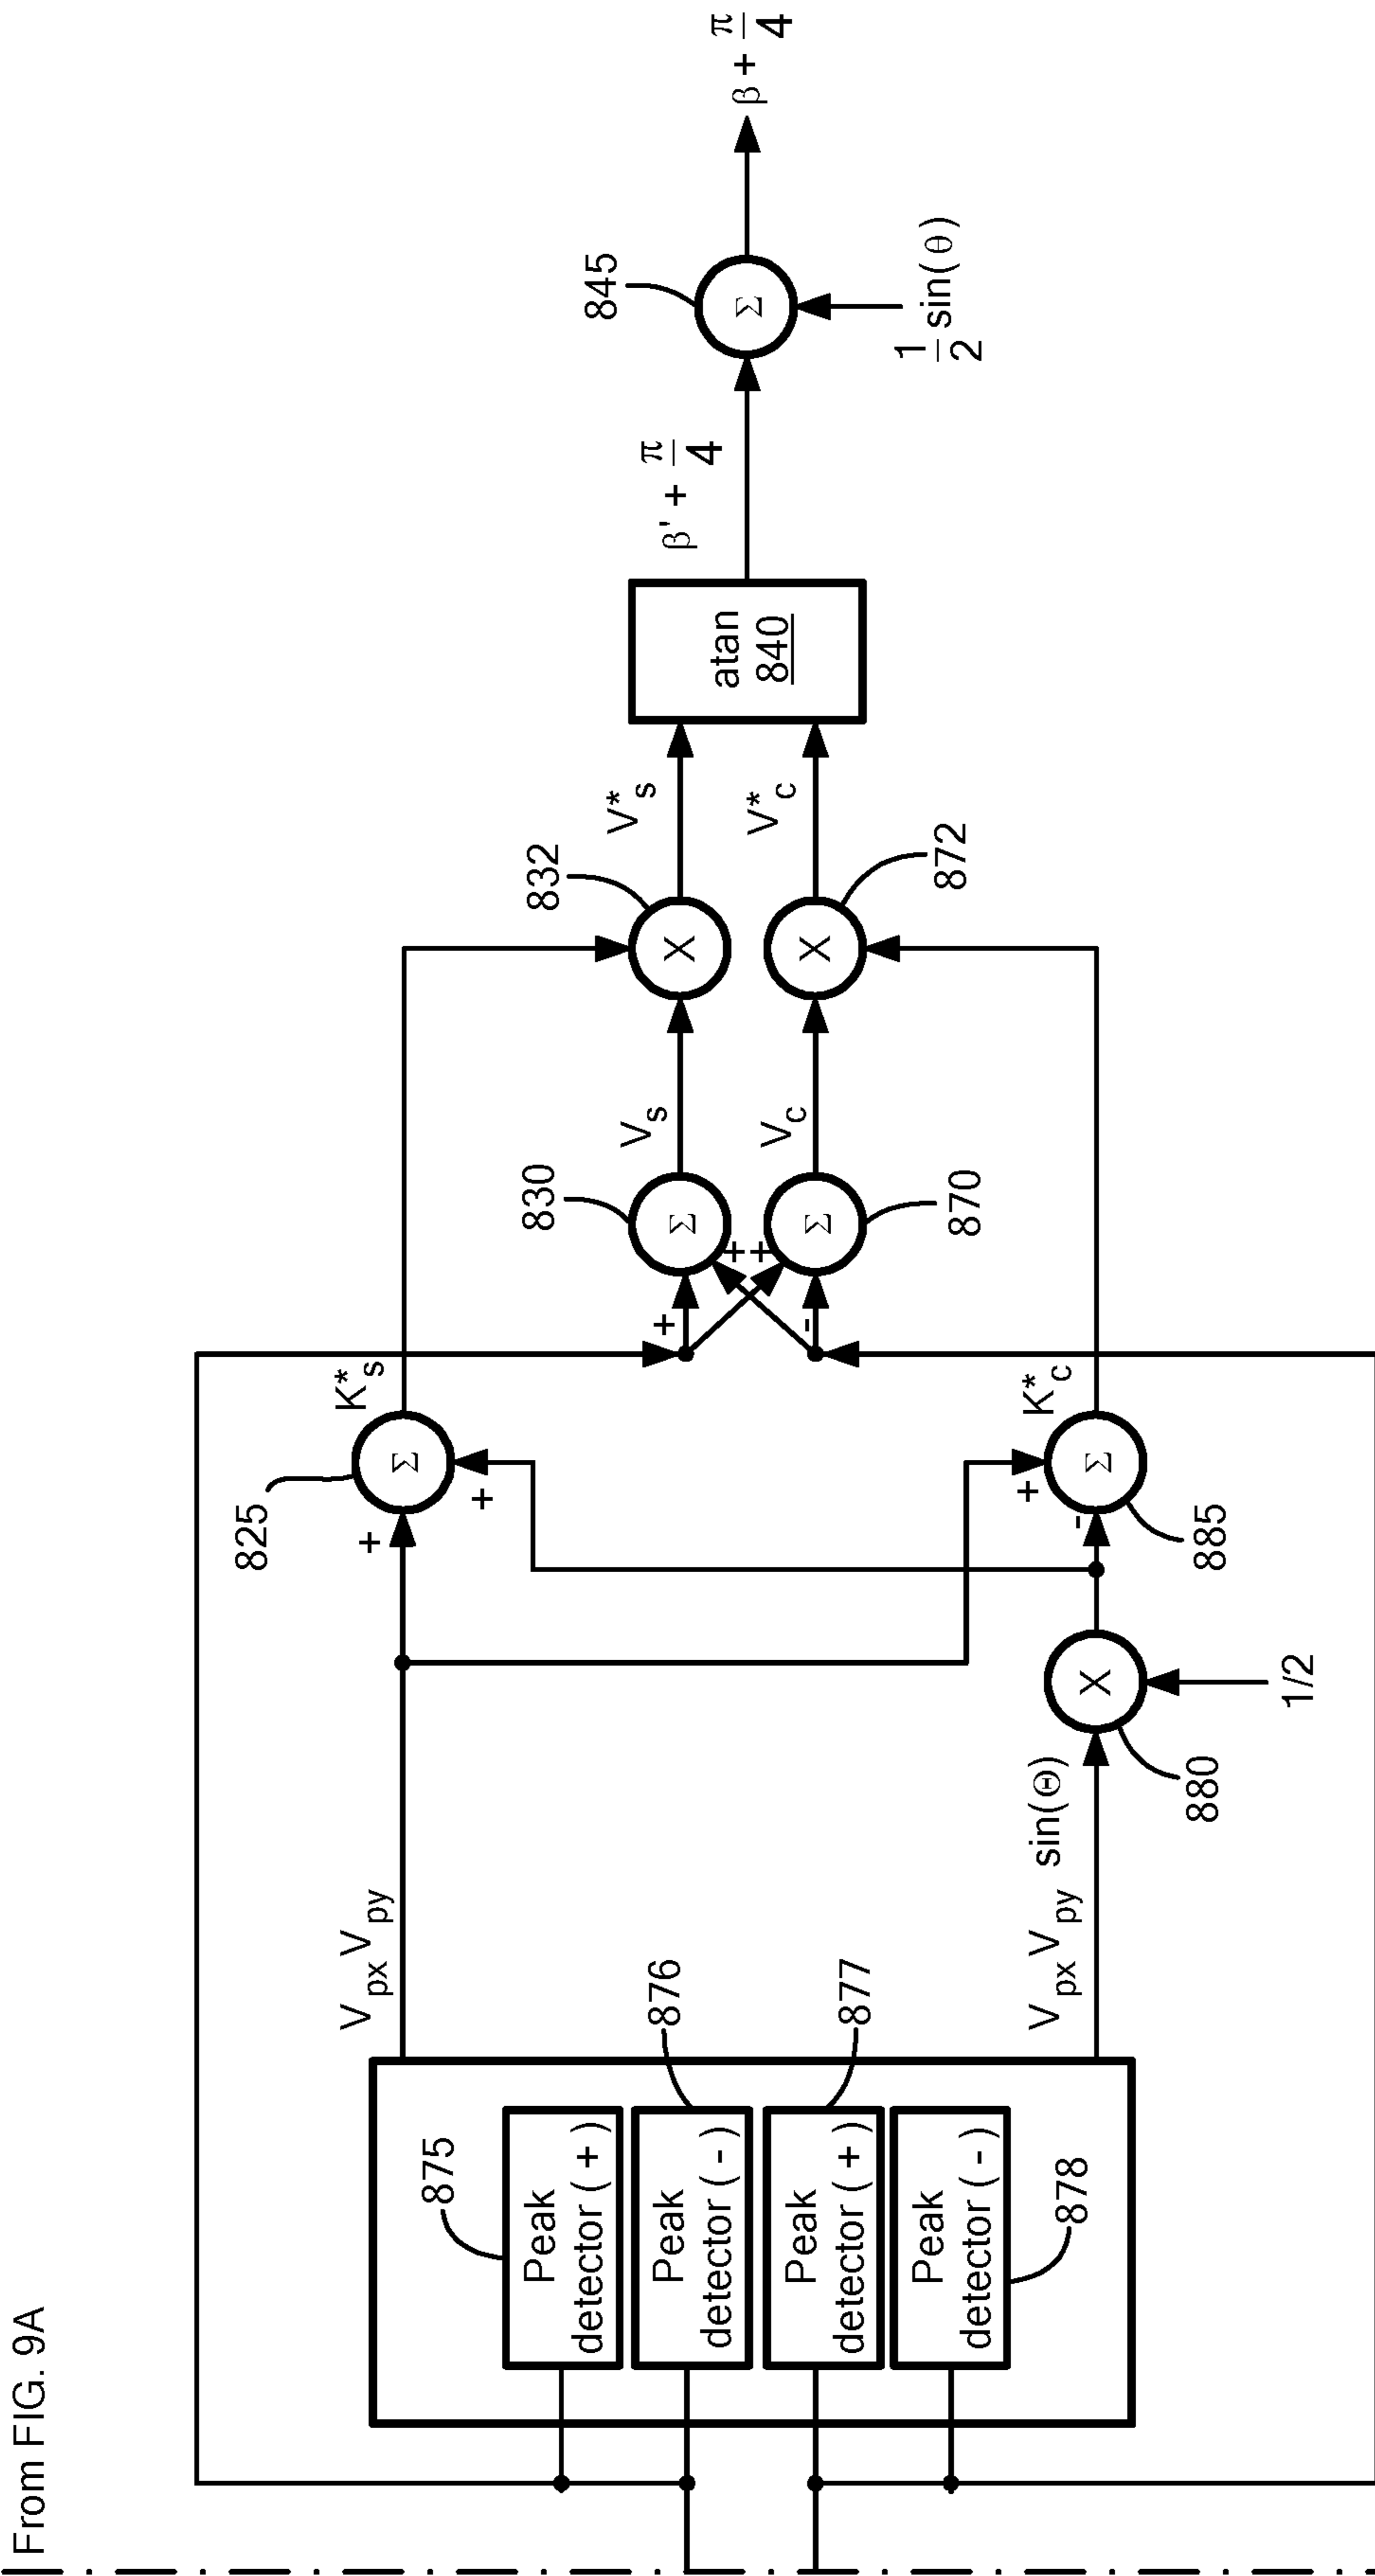 From FIG. 9A
875
Peak
detector ( + )
876
Peak
detector ( - )
877
Peak
detector ( + )
878
Peak
detector ( - )
V_px V_py
V_px V_py sin(Θ)
X
880
1/2
825
Σ
+
+
K*_s
885
Σ
+
-
K*_c
+
+
830
Σ
V_s
-
+
870
Σ
V_c
832
X
V*_s
872
X
V*_c
atan
840
β' + π/4
845
Σ
1/2 sin(θ)
β + π/4